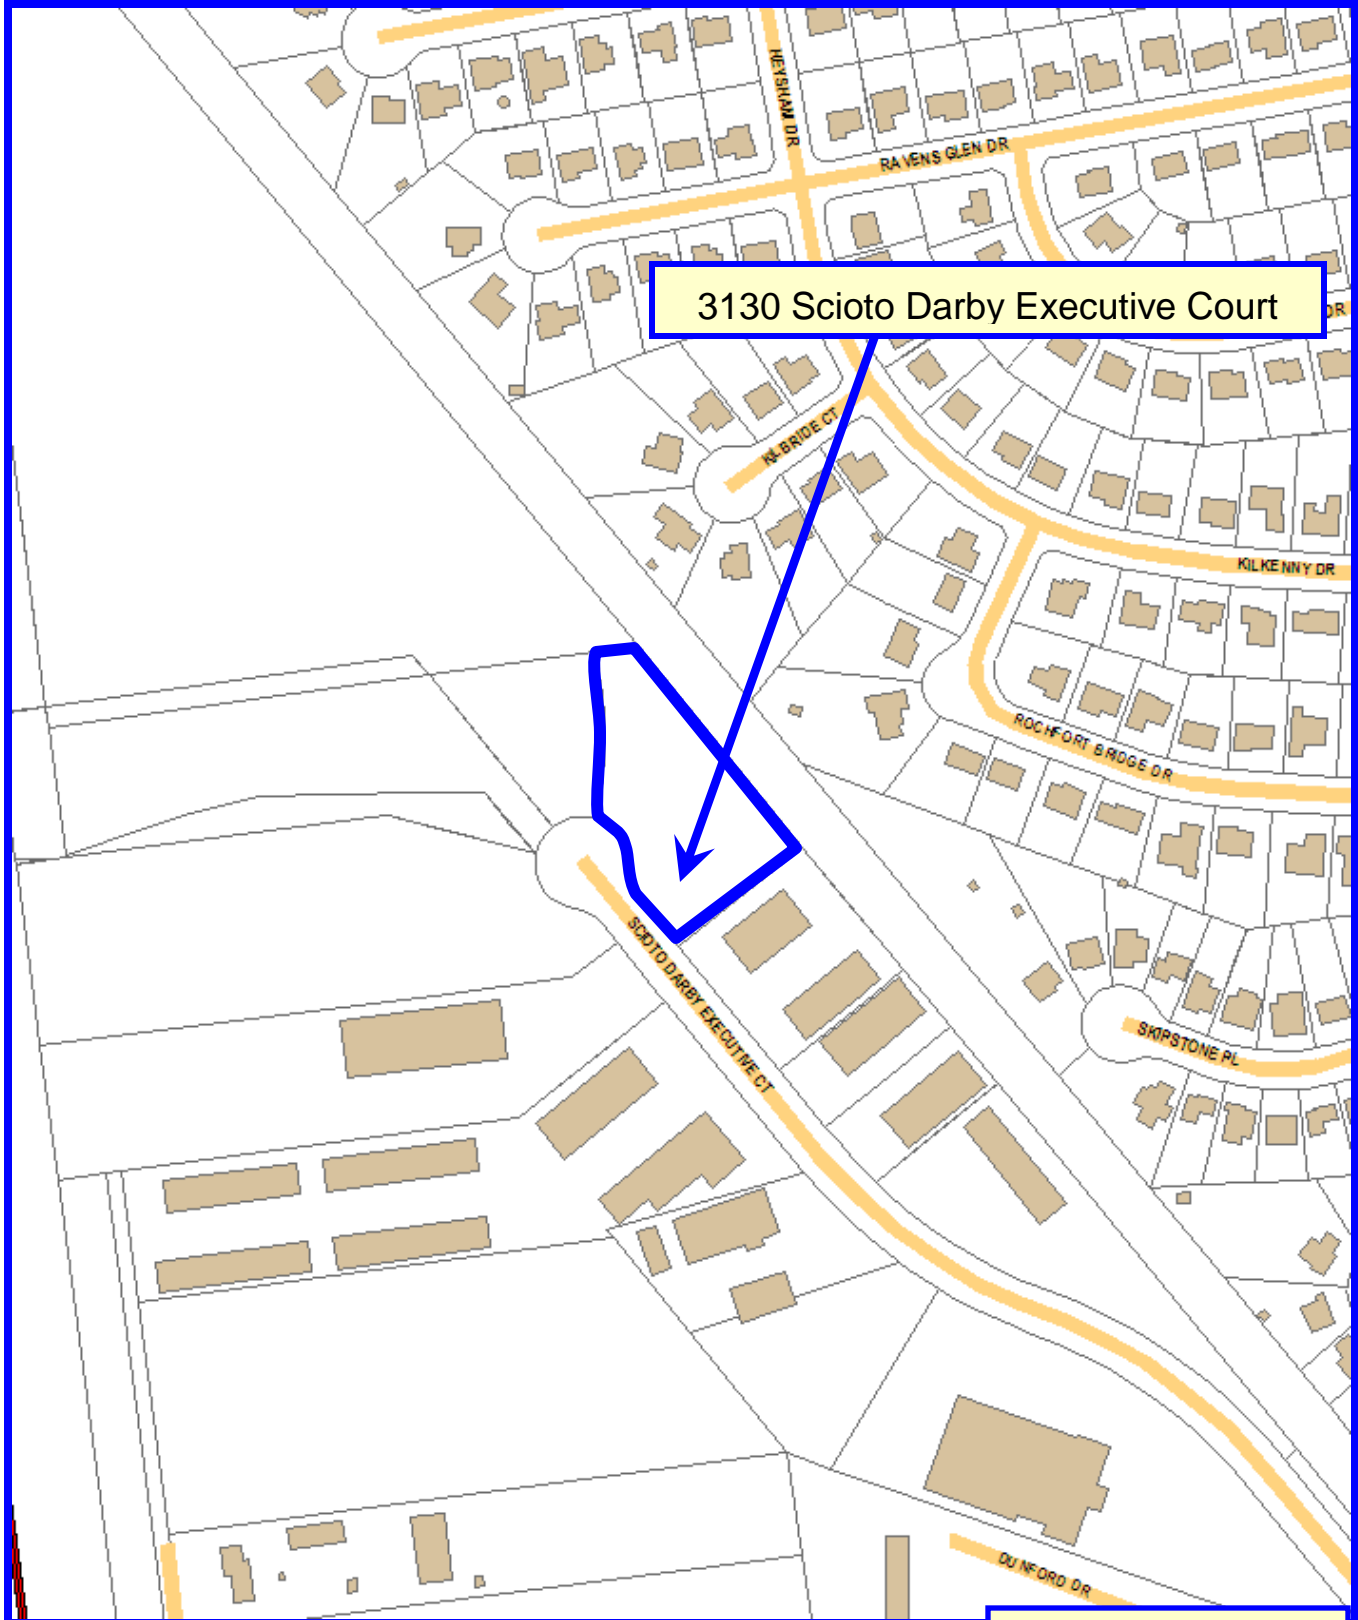 HEYSHAM DR
RAVENS GLEN DR
3130 Scioto Darby Executive Court
DR
KILBRIDE CT
KILKENNY DR
ROCHFORT BRIDGE DR
SCIOTO DARBY EXECUTIVE CT
SKIPSTONE PL
DUNFORD DR